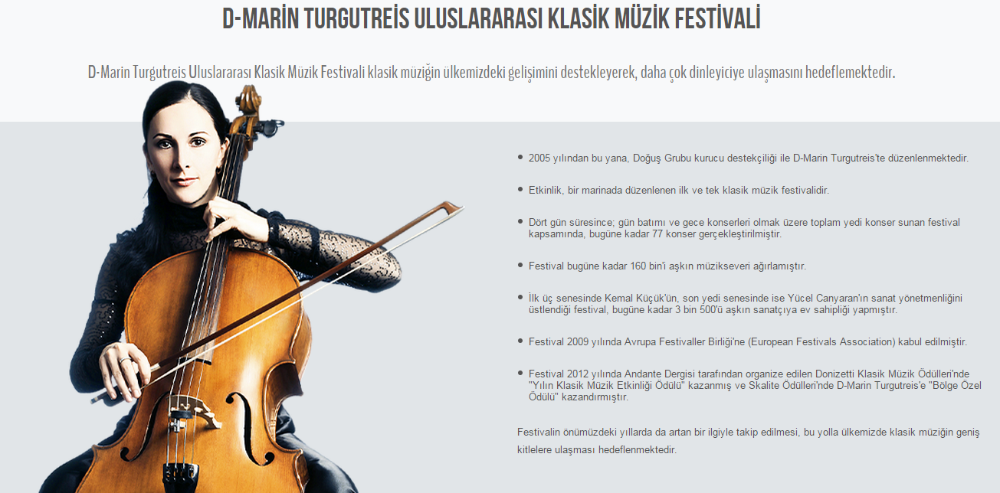 D-MARİN TURGUTREİS ULUSLARARASI KLASİK MÜZİK FESTİVALİ
D-Marin Turgutreis Uluslararası Klasik Müzik Festivali klasik müziğin ülkemizdeki gelişimini destekleyerek, daha çok dinleyiciye ulaşmasını hedeflemektedir.
• 2005 yılından bu yana, Doğuş Grubu kurucu destekçiliği ile D-Marin Turgutreis'te düzenlenmektedir.
• Etkinlik, bir marinada düzenlenen ilk ve tek klasik müzik festivalidir.
• Dört gün süresince; gün batımı ve gece konserleri olmak üzere toplam yedi konser sunan festival
kapsamında, bugüne kadar 77 konser gerçekleştirilmiştir.
• Festival bugüne kadar 160 bin'i aşkın müzikseveri ağırlamıştır.
• İlk üç senesinde Kemal Küçük'ün, son yedi senesinde ise Yücel Canyaran'ın sanat yönetmenliğini
üstlendiği festival, bugüne kadar 3 bin 500'ü aşkın sanatçıya ev sahipliği yapmıştır.
• Festival 2009 yılında Avrupa Festivaller Birliği'ne (European Festivals Association) kabul edilmiştir.
• Festival 2012 yılında Andante Dergisi tarafından organize edilen Donizetti Klasik Müzik Ödülleri'nde
"Yılın Klasik Müzik Etkinliği Ödülü" kazanmış ve Skalite Ödülleri'nde D-Marin Turgutreis'e "Bölge Özel
Ödülü" kazandırmıştır.
Festivalin önümüzdeki yıllarda da artan bir ilgiyle takip edilmesi, bu yolla ülkemizde klasik müziğin geniş
kitlelere ulaşması hedeflenmektedir.